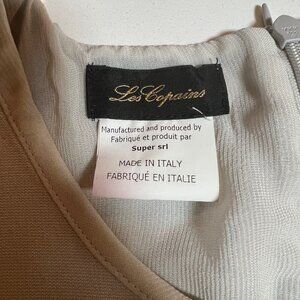 Les Copains
Manufactured and produced by
Fabriqué et produit par
Super srl
MADE IN ITALY
FABRIQUÉ EN ITALIE